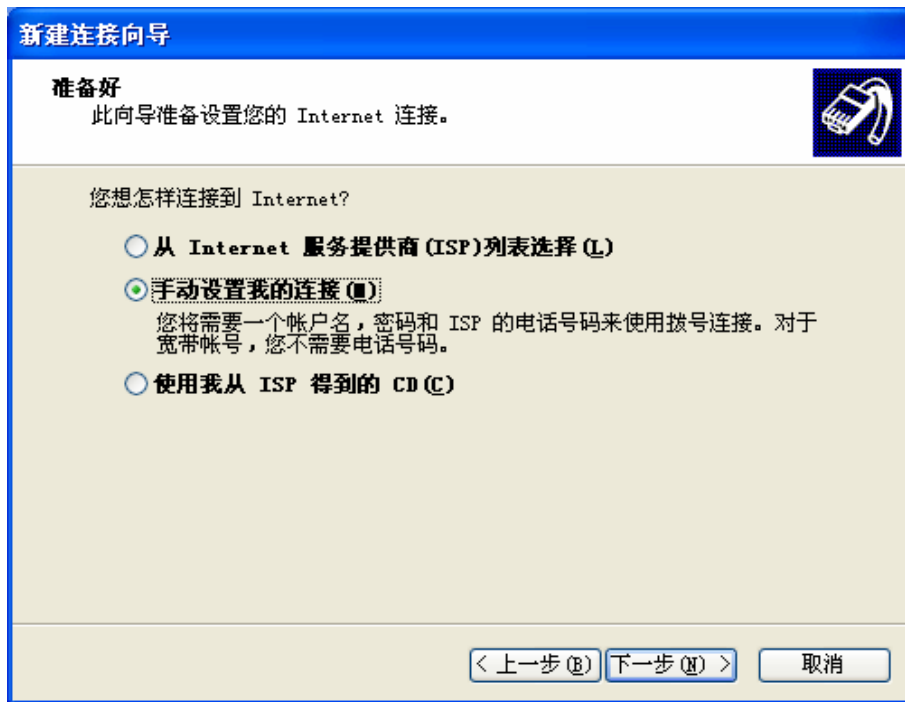 新建连接向导
准备好
此向导准备设置您的 Internet 连接。
您想怎样连接到 Internet?
从 Internet 服务提供商(ISP)列表选择(L)
手动设置我的连接(M)
您将需要一个帐户名，密码和 ISP 的电话号码来使用拨号连接。对于
宽带帐号，您不需要电话号码。
使用我从 ISP 得到的 CD(C)
< 上一步(B) 下一步(N) > 取消